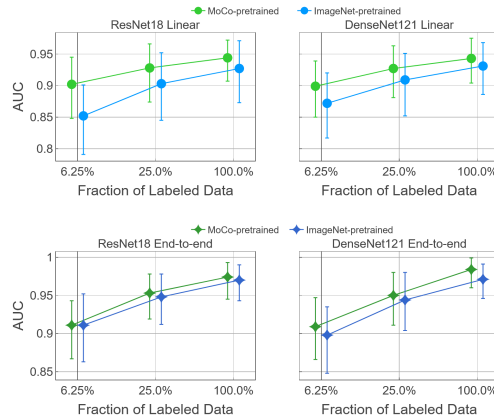 MoCo-pretrained ImageNet-pretrained
ResNet18 Linear DenseNet121 Linear
0.95
0.9
0.85
0.8
AUC
6.25% 25.0% 100.0% 6.25% 25.0% 100.0%
Fraction of Labeled Data Fraction of Labeled Data
MoCo-pretrained ImageNet-pretrained
ResNet18 End-to-end DenseNet121 End-to-end
1
0.95
0.9
0.85
AUC
6.25% 25.0% 100.0% 6.25% 25.0% 100.0%
Fraction of Labeled Data Fraction of Labeled Data